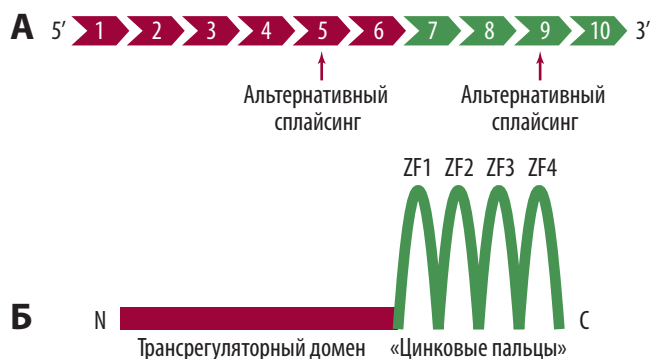 А 5′ 1 2 3 4 5 6 7 8 9 10 3′
Альтернативный Альтернативный
сплайсинг сплайсинг
ZF1 ZF2 ZF3 ZF4
Б N C
Трансрегуляторный домен «Цинковые пальцы»